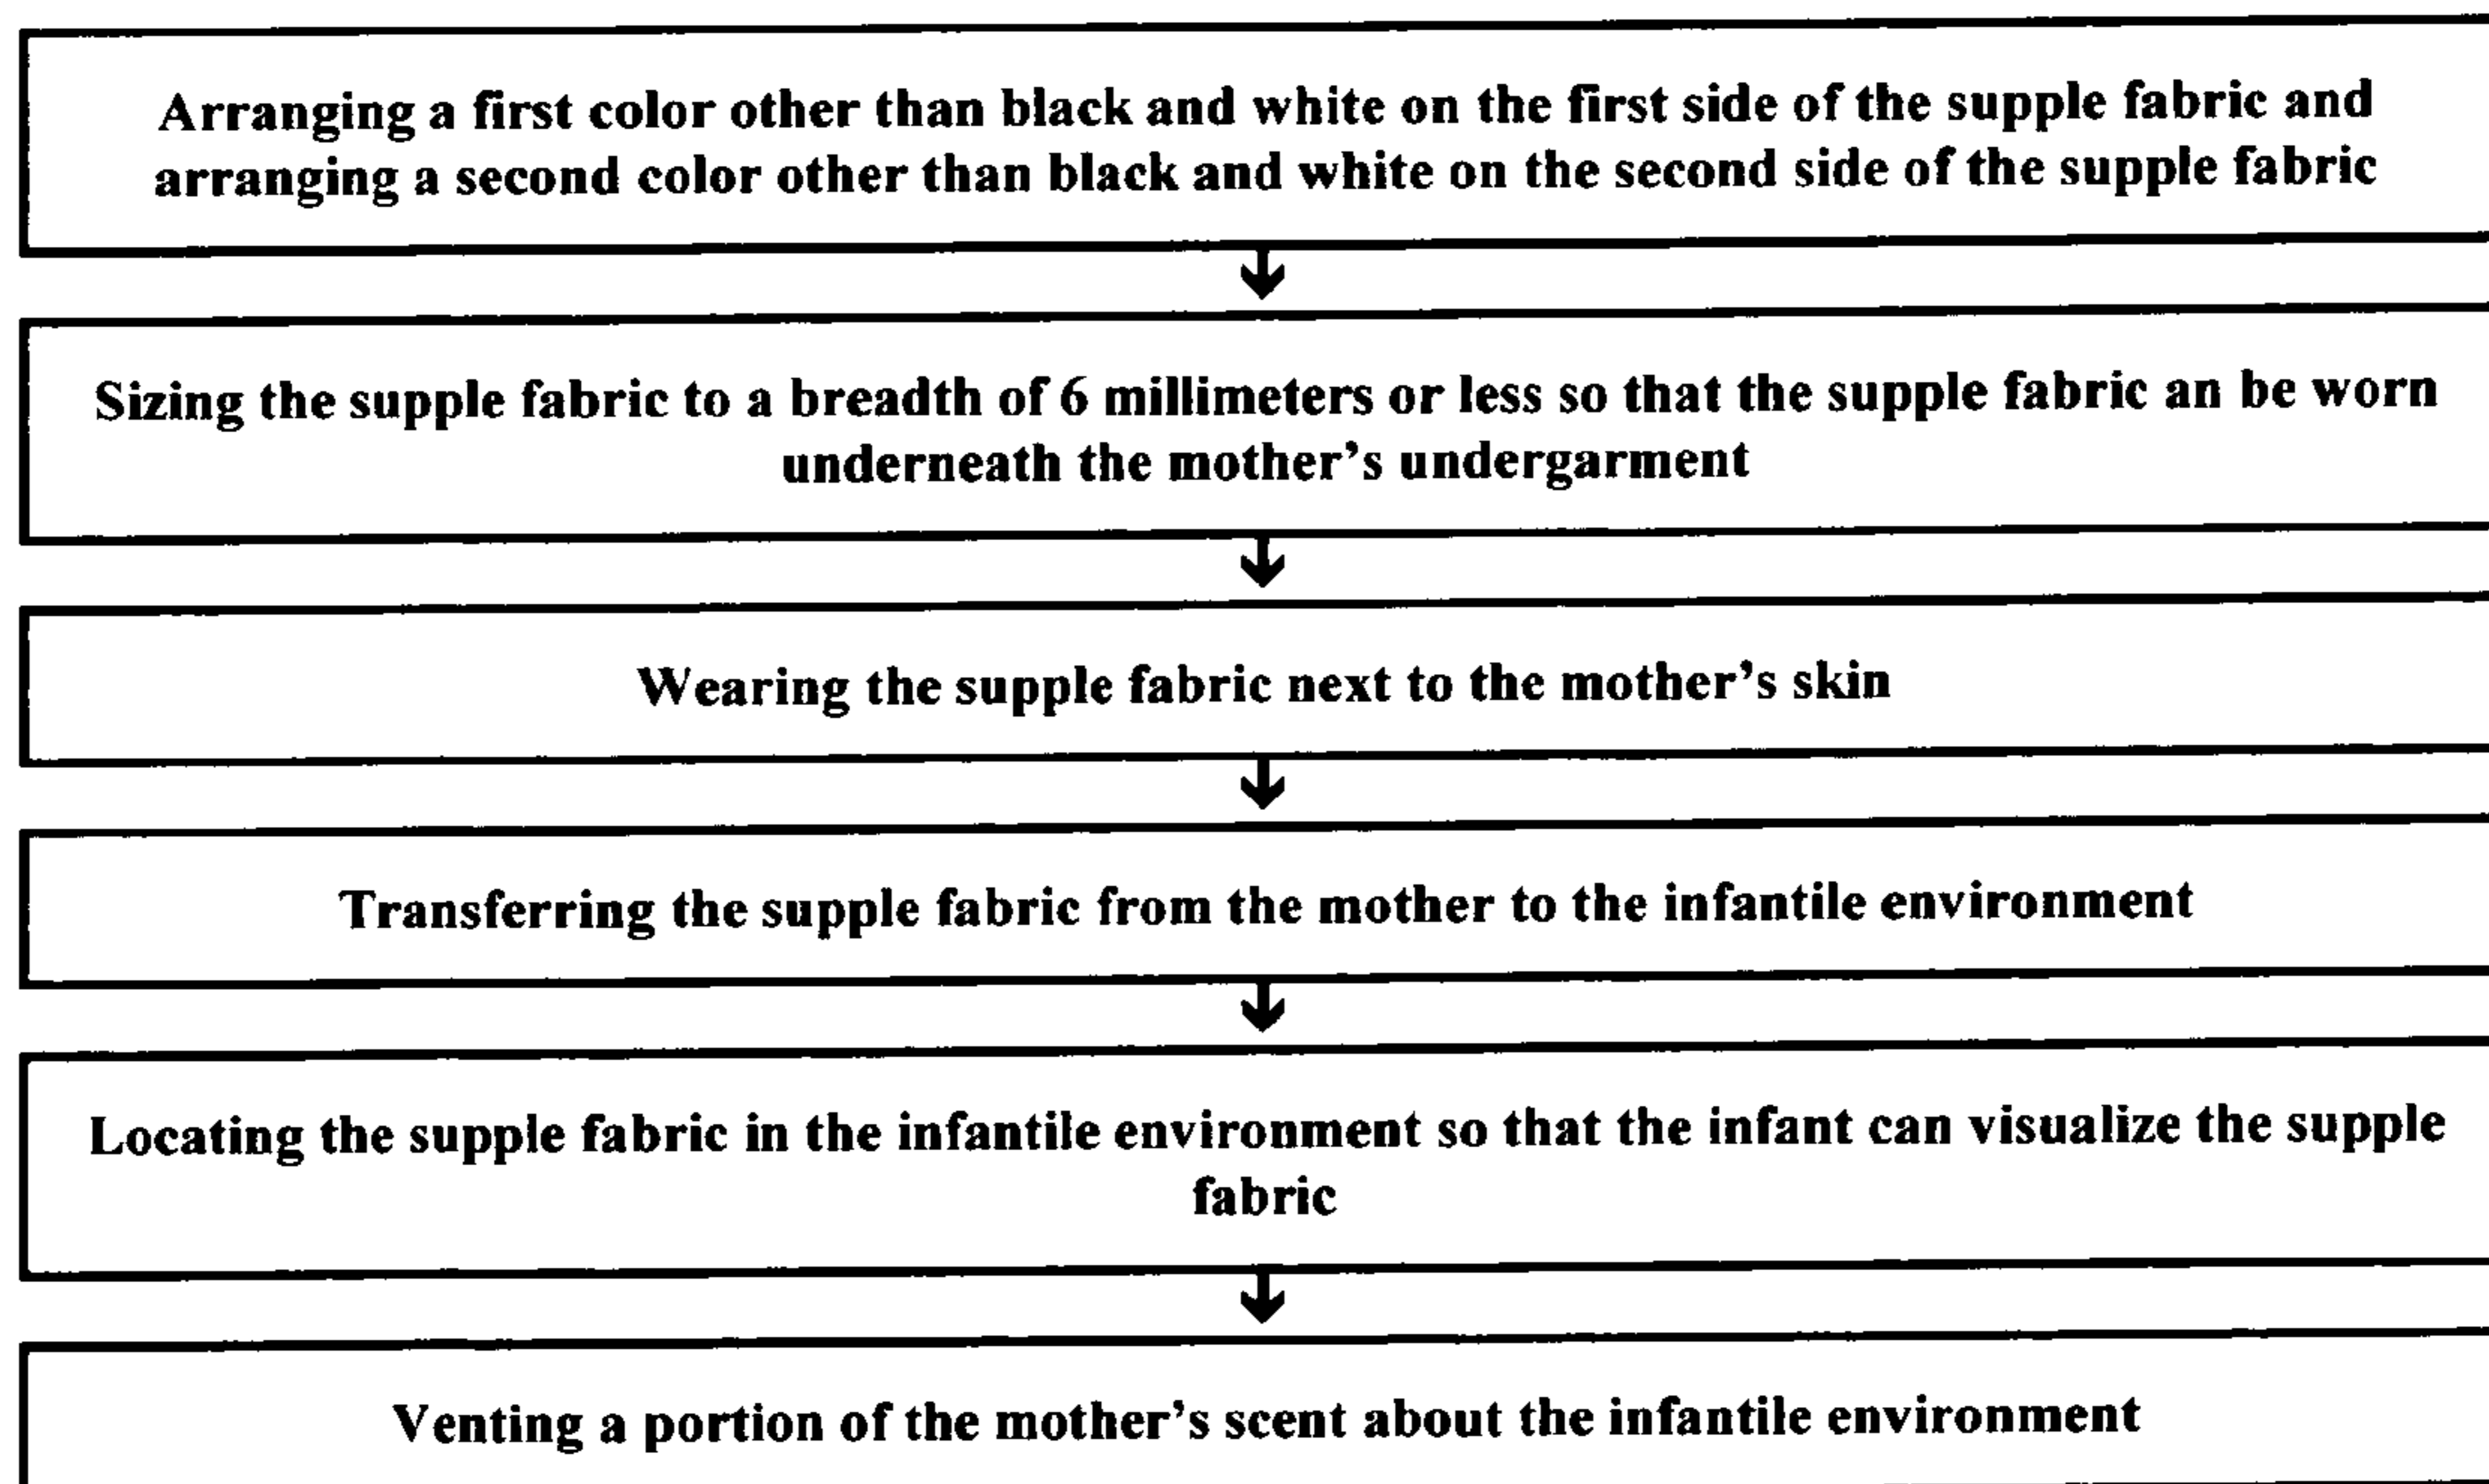 Arranging a first color other than black and white on the first side of the supple fabric and
arranging a second color other than black and white on the second side of the supple fabric
Sizing the supple fabric to a breadth of 6 millimeters or less so that the supple fabric an be worn
underneath the mother's undergarment
Wearing the supple fabric next to the mother's skin
Transferring the supple fabric from the mother to the infantile environment
Locating the supple fabric in the infantile environment so that the infant can visualize the supple
fabric
Venting a portion of the mother's scent about the infantile environment